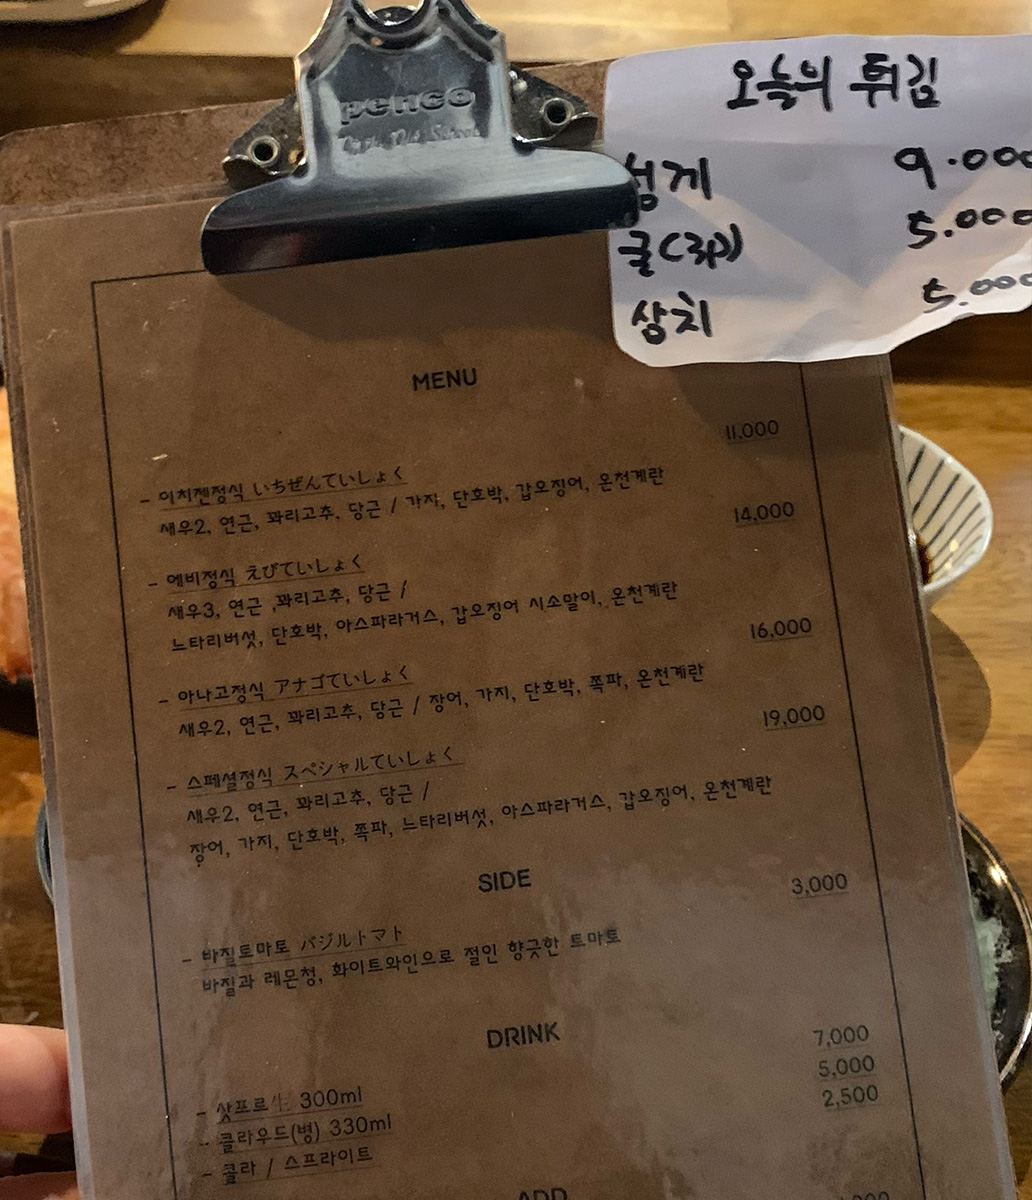 penco
오늘의 튀김
성게 9.000
굴(2P) 5.000
삼치 5.000
MENU
11,000
- 이치젠정식 いちぜんていしょく
새우2, 연근, 꽈리고추, 당근 / 가지, 단호박, 갑오징어, 온천계란
14,000
- 에비정식 えびていしょく
새우3, 연근 ,꽈리고추, 당근 /
느타리버섯, 단호박, 아스파라거스, 갑오징어 시소말이, 온천계란
16,000
- 아나고정식 アナゴていしょく
새우2, 연근, 꽈리고추, 당근 / 장어, 가지, 단호박, 쪽파, 온천계란
19,000
- 스페셜정식 スペシャルていしょく
새우2, 연근, 꽈리고추, 당근 /
장어, 가지, 단호박, 쪽파, 느타리버섯, 아스파라거스, 갑오징어, 온천계란
SIDE
3,000
- 바질토마토 バジルトマト
바질과 레몬청, 화이트와인으로 절인 향긋한 토마토
DRINK
7,000
5,000
2,500
- 삿포로生 300ml
- 클라우드(병) 330ml
- 콜라 / 스프라이트
ADD